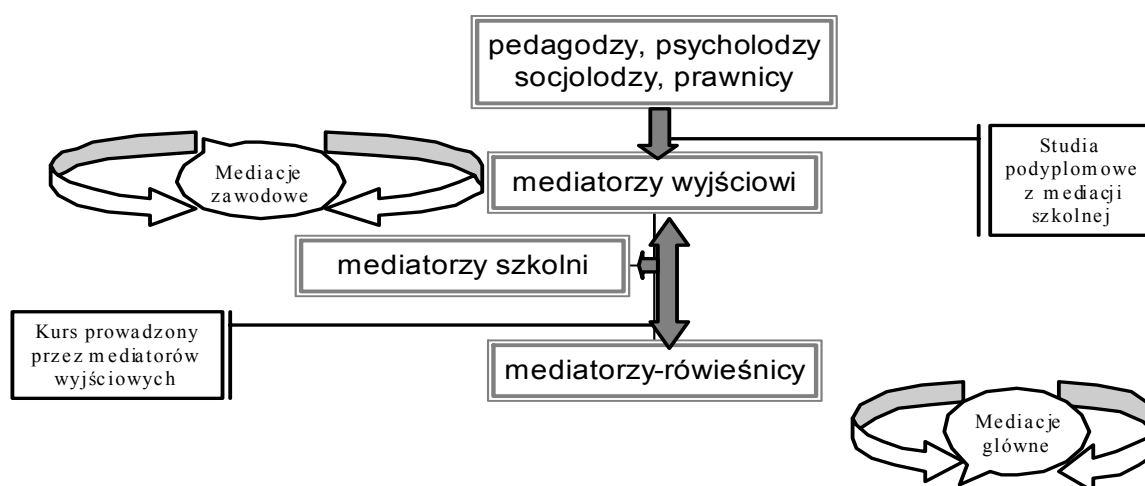 pedagodzy, psycholodzy
socjolodzy, prawnicy
Mediacje
zawodowe
mediatorzy wyjściowi
Studia
podyplomowe
z mediacji
szkolnej
mediatorzy szkolni
Kurs prowadzony
przez mediatorów
wyjściowych
mediatorzy-rówieśnicy
Mediacje
glówne